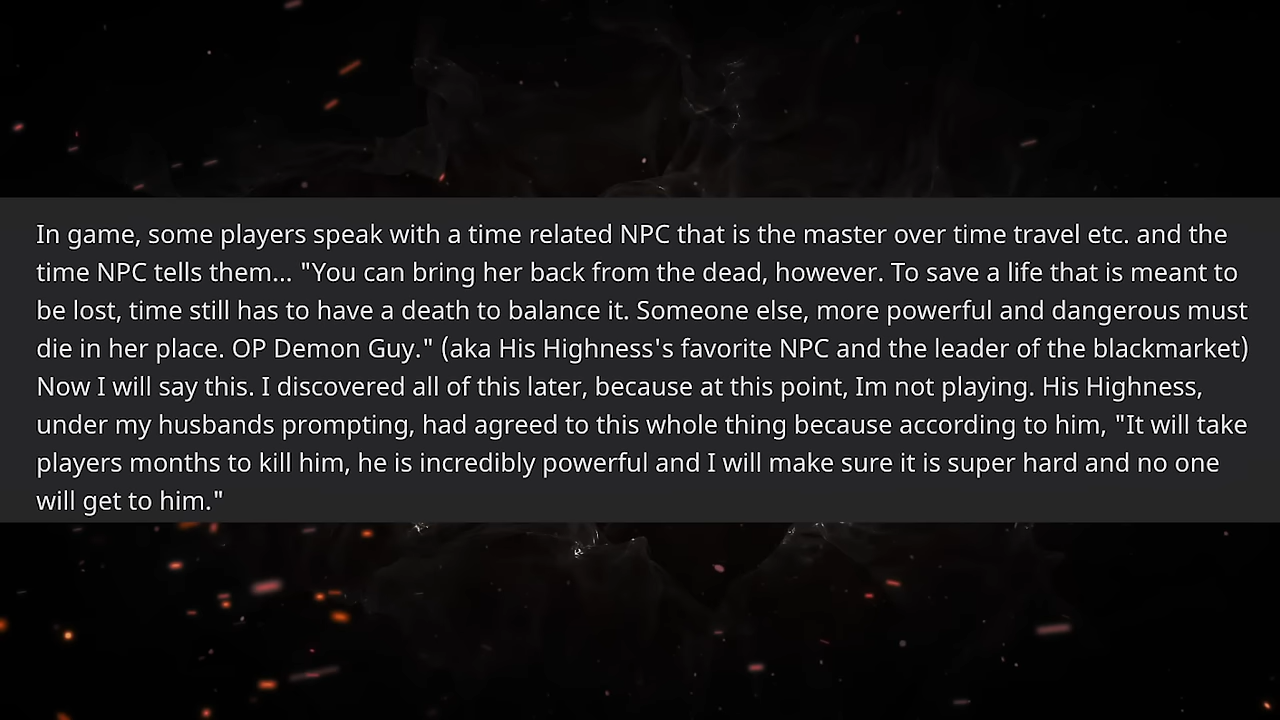 In game, some players speak with a time related NPC that is the master over time travel etc. and the
time NPC tells them... "You can bring her back from the dead, however. To save a life that is meant to
be lost, time still has to have a death to balance it. Someone else, more powerful and dangerous must
die in her place. OP Demon Guy." (aka His Highness's favorite NPC and the leader of the blackmarket)
Now I will say this. I discovered all of this later, because at this point, Im not playing. His Highness,
under my husbands prompting, had agreed to this whole thing because according to him, "It will take
players months to kill him, he is incredibly powerful and I will make sure it is super hard and no one
will get to him."